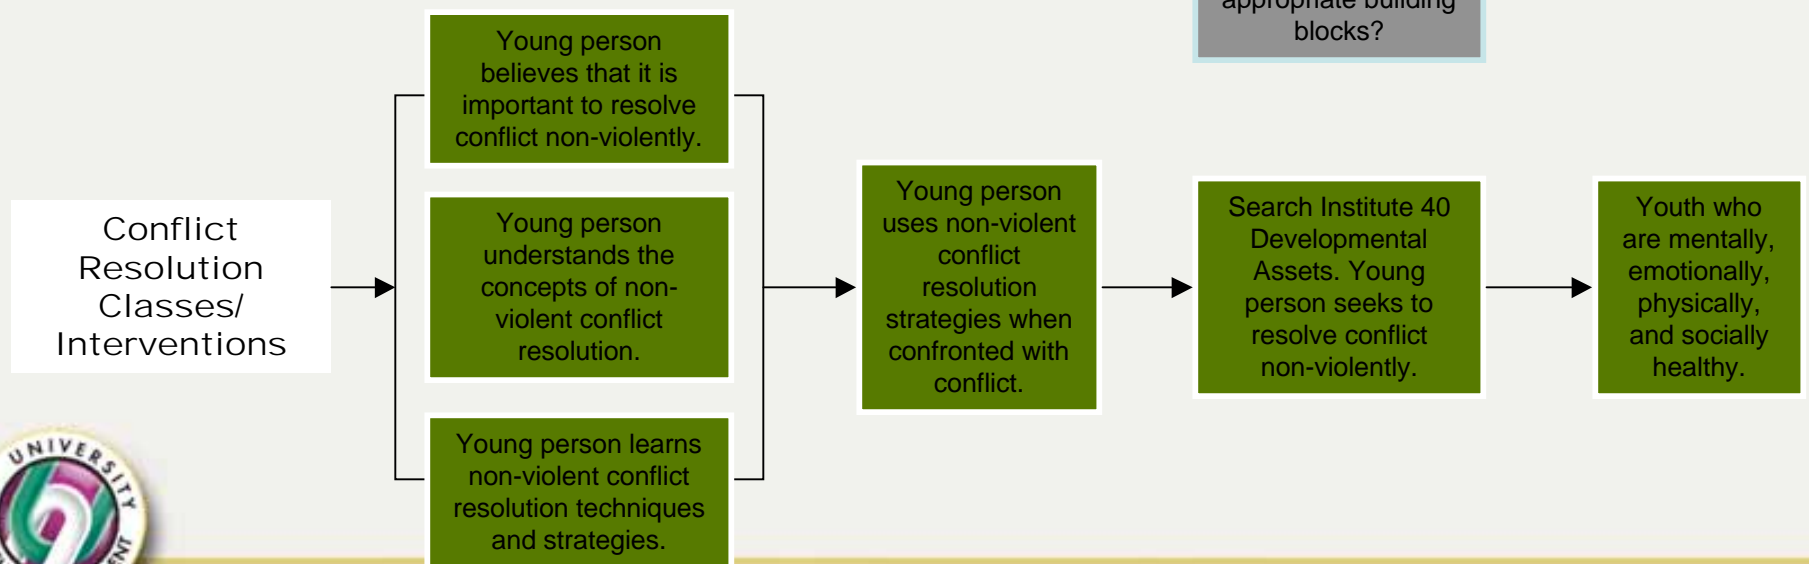 appropriate building
blocks?
Young person
believes that it is
important to resolve
conflict non-violently.
Conflict
Resolution
Classes/
Interventions
Young person
understands the
concepts of non-
violent conflict
resolution.
Young person learns
non-violent conflict
resolution techniques
and strategies.
Young person
uses non-violent
conflict
resolution
strategies when
confronted with
conflict.
Search Institute 40
Developmental
Assets. Young
person seeks to
resolve conflict
non-violently.
Youth who
are mentally,
emotionally,
physically,
and socially
healthy.
UNIVERSITY